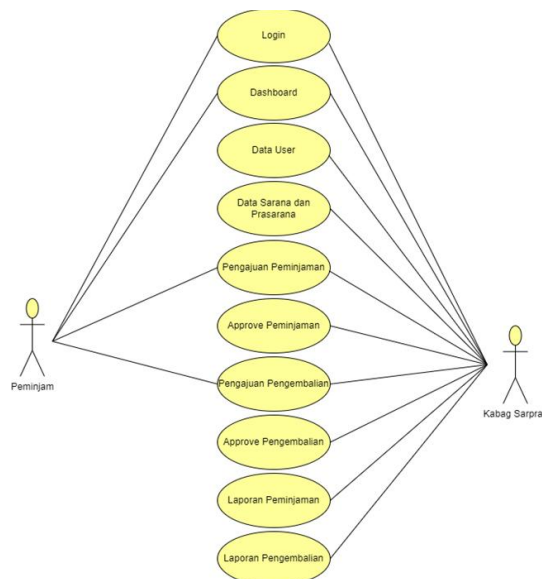 Login
Dashboard
Data User
Data Sarana dan
Prasarana
Pengajuan Peminjaman
Approve Peminjaman
Peminjam
Pengajuan Pengembalian
Kabag Sarpra
Approve Pengembalian
Laporan Peminjaman
Laporan Pengembalian